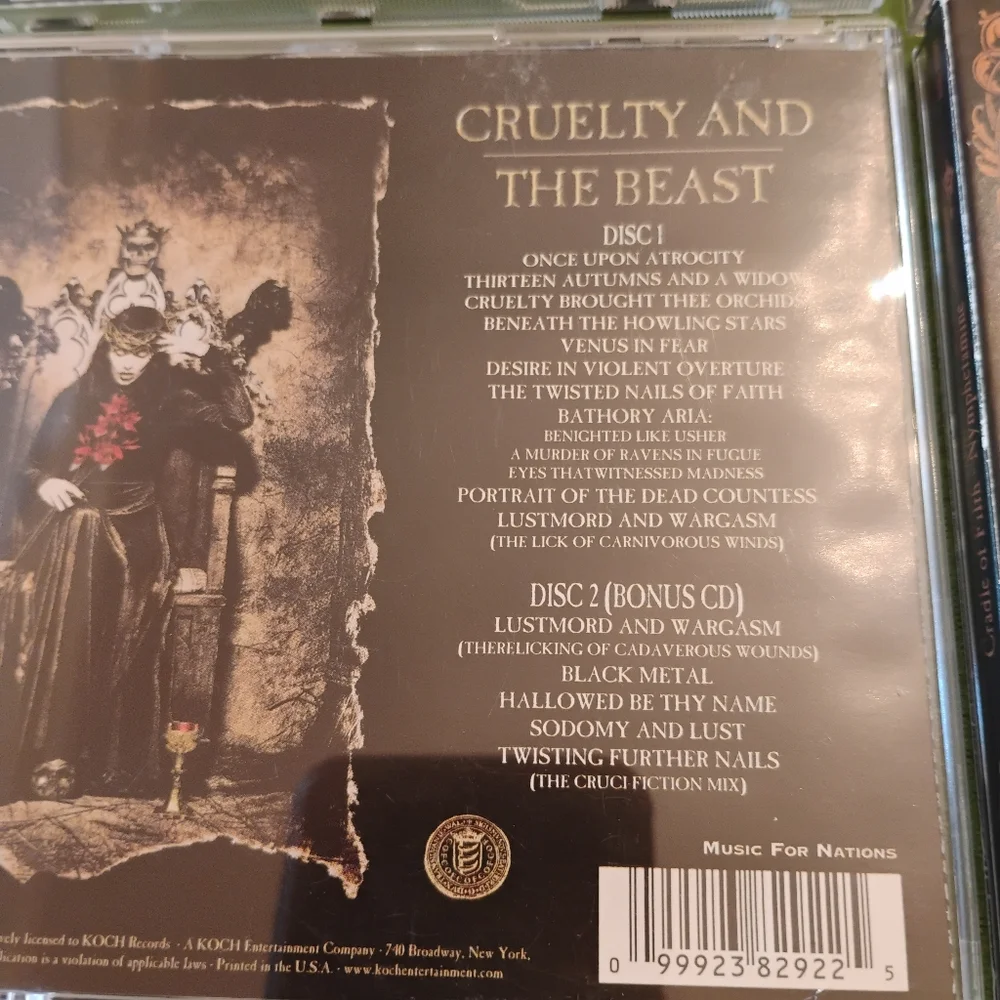 CRUELTY AND
THE BEAST
DISC 1
ONCE UPON ATROCITY
THIRTEEN AUTUMNS AND A WIDOW
CRUELTY BROUGHT THEE ORCHIDS
BENEATH THE HOWLING STARS
VENUS IN FEAR
DESIRE IN VIOLENT OVERTURE
THE TWISTED NAILS OF FAITH
BATHORY ARIA:
BENIGHTED LIKE USHER
A MURDER OF RAVENS IN FUGUE
EYES THATWITNESSED MADNESS
PORTRAIT OF THE DEAD COUNTESS
LUSTMORD AND WARGASM
(THE LICK OF CARNIVOROUS WINDS)
DISC 2 (BONUS CD)
LUSTMORD AND WARGASM
(THERELICKING OF CADAVEROUS WOUNDS)
BLACK METAL
HALLOWED BE THY NAME
SODOMY AND LUST
TWISTING FURTHER NAILS
(THE CRUCI-FICTION MIX)
MUSIC FOR NATIONS
vely licensed to KOCH Records · A KOCH Entertainment Company · 740 Broadway, New York,
lication is a violation of applicable laws · Printed in the U.S.A. · www.kochentertainment.com
0 99923 82922 5
Cradle of Filth Nymphetamine